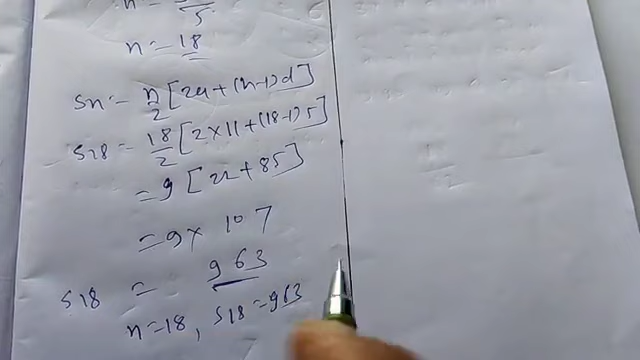 5
n = 18
Sn = n/2 [2a + (n-1)d]
S18 = 18/2 [2×11 + (18-1)5]
= 9 [22 + 85]
= 9 × 107
S18 = 963
n = 18, S18 = 963